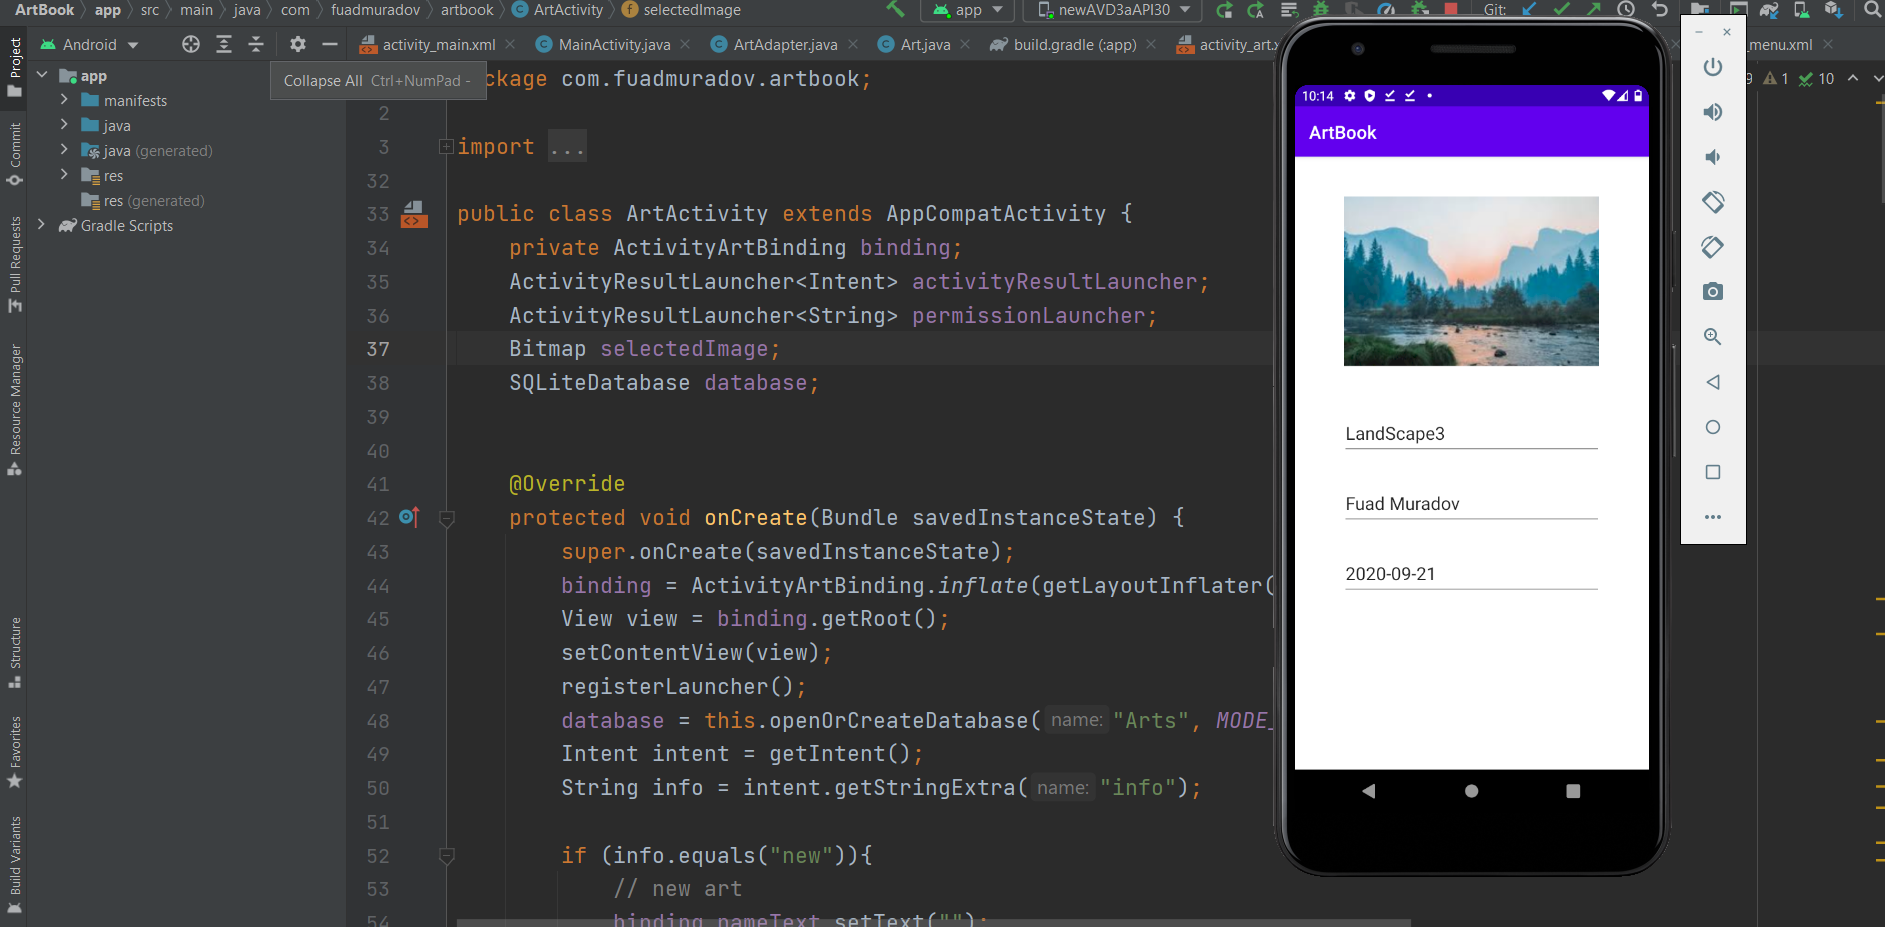 ArtBook app src main java com fuadmuradov artbook ArtActivity selectedImage app newAVD3aAPI30 Git:
Android activity_main.xml MainActivity.java ArtAdapter.java Art.java build.gradle (:app) activity_art.x _menu.xml
Project
Commit
Pull Requests
Resource Manager
Structure
Favorites
Build Variants
app
manifests
java
java (generated)
res
res (generated)
Gradle Scripts
Collapse All Ctrl+NumPad -
9 1 10
ckage com.fuadmuradov.artbook;
2
3 import ...
32
33 public class ArtActivity extends AppCompatActivity {
34 private ActivityArtBinding binding;
35 ActivityResultLauncher<Intent> activityResultLauncher;
36 ActivityResultLauncher<String> permissionLauncher;
37 Bitmap selectedImage;
38 SQLiteDatabase database;
39
40
41 @Override
42 protected void onCreate(Bundle savedInstanceState) {
43 super.onCreate(savedInstanceState);
44 binding = ActivityArtBinding.inflate(getLayoutInflater(
45 View view = binding.getRoot();
46 setContentView(view);
47 registerLauncher();
48 database = this.openOrCreateDatabase( name: "Arts", MODE_
49 Intent intent = getIntent();
50 String info = intent.getStringExtra( name: "info");
51
52 if (info.equals("new")){
53 // new art
54 binding.nameText.setText("");
10:14
ArtBook
LandScape3
Fuad Muradov
2020-09-21